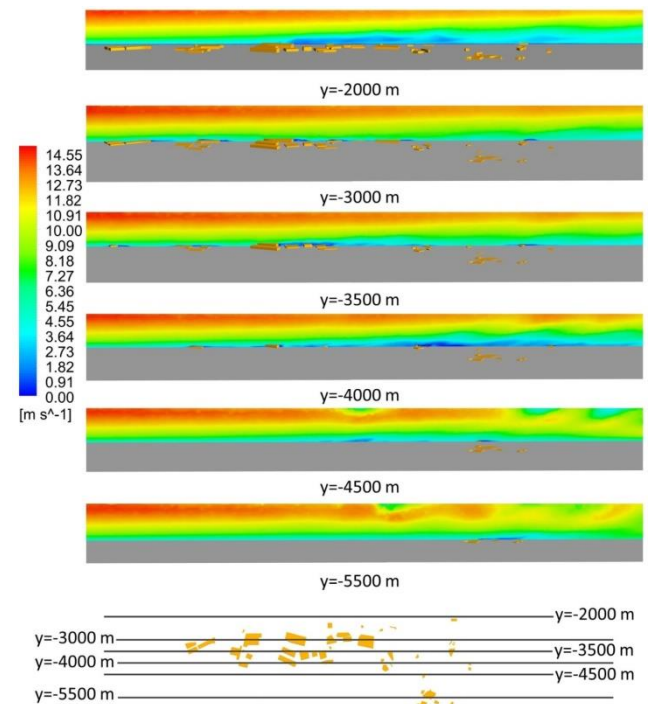 y=-2000 m
y=-3000 m
y=-3500 m
y=-4000 m
y=-4500 m
y=-5500 m
14.55
13.64
12.73
11.82
10.91
10.00
9.09
8.18
7.27
6.36
5.45
4.55
3.64
2.73
1.82
0.91
0.00
[m s^-1]
y=-2000 m
y=-3000 m
y=-3500 m
y=-4000 m
y=-4500 m
y=-5500 m